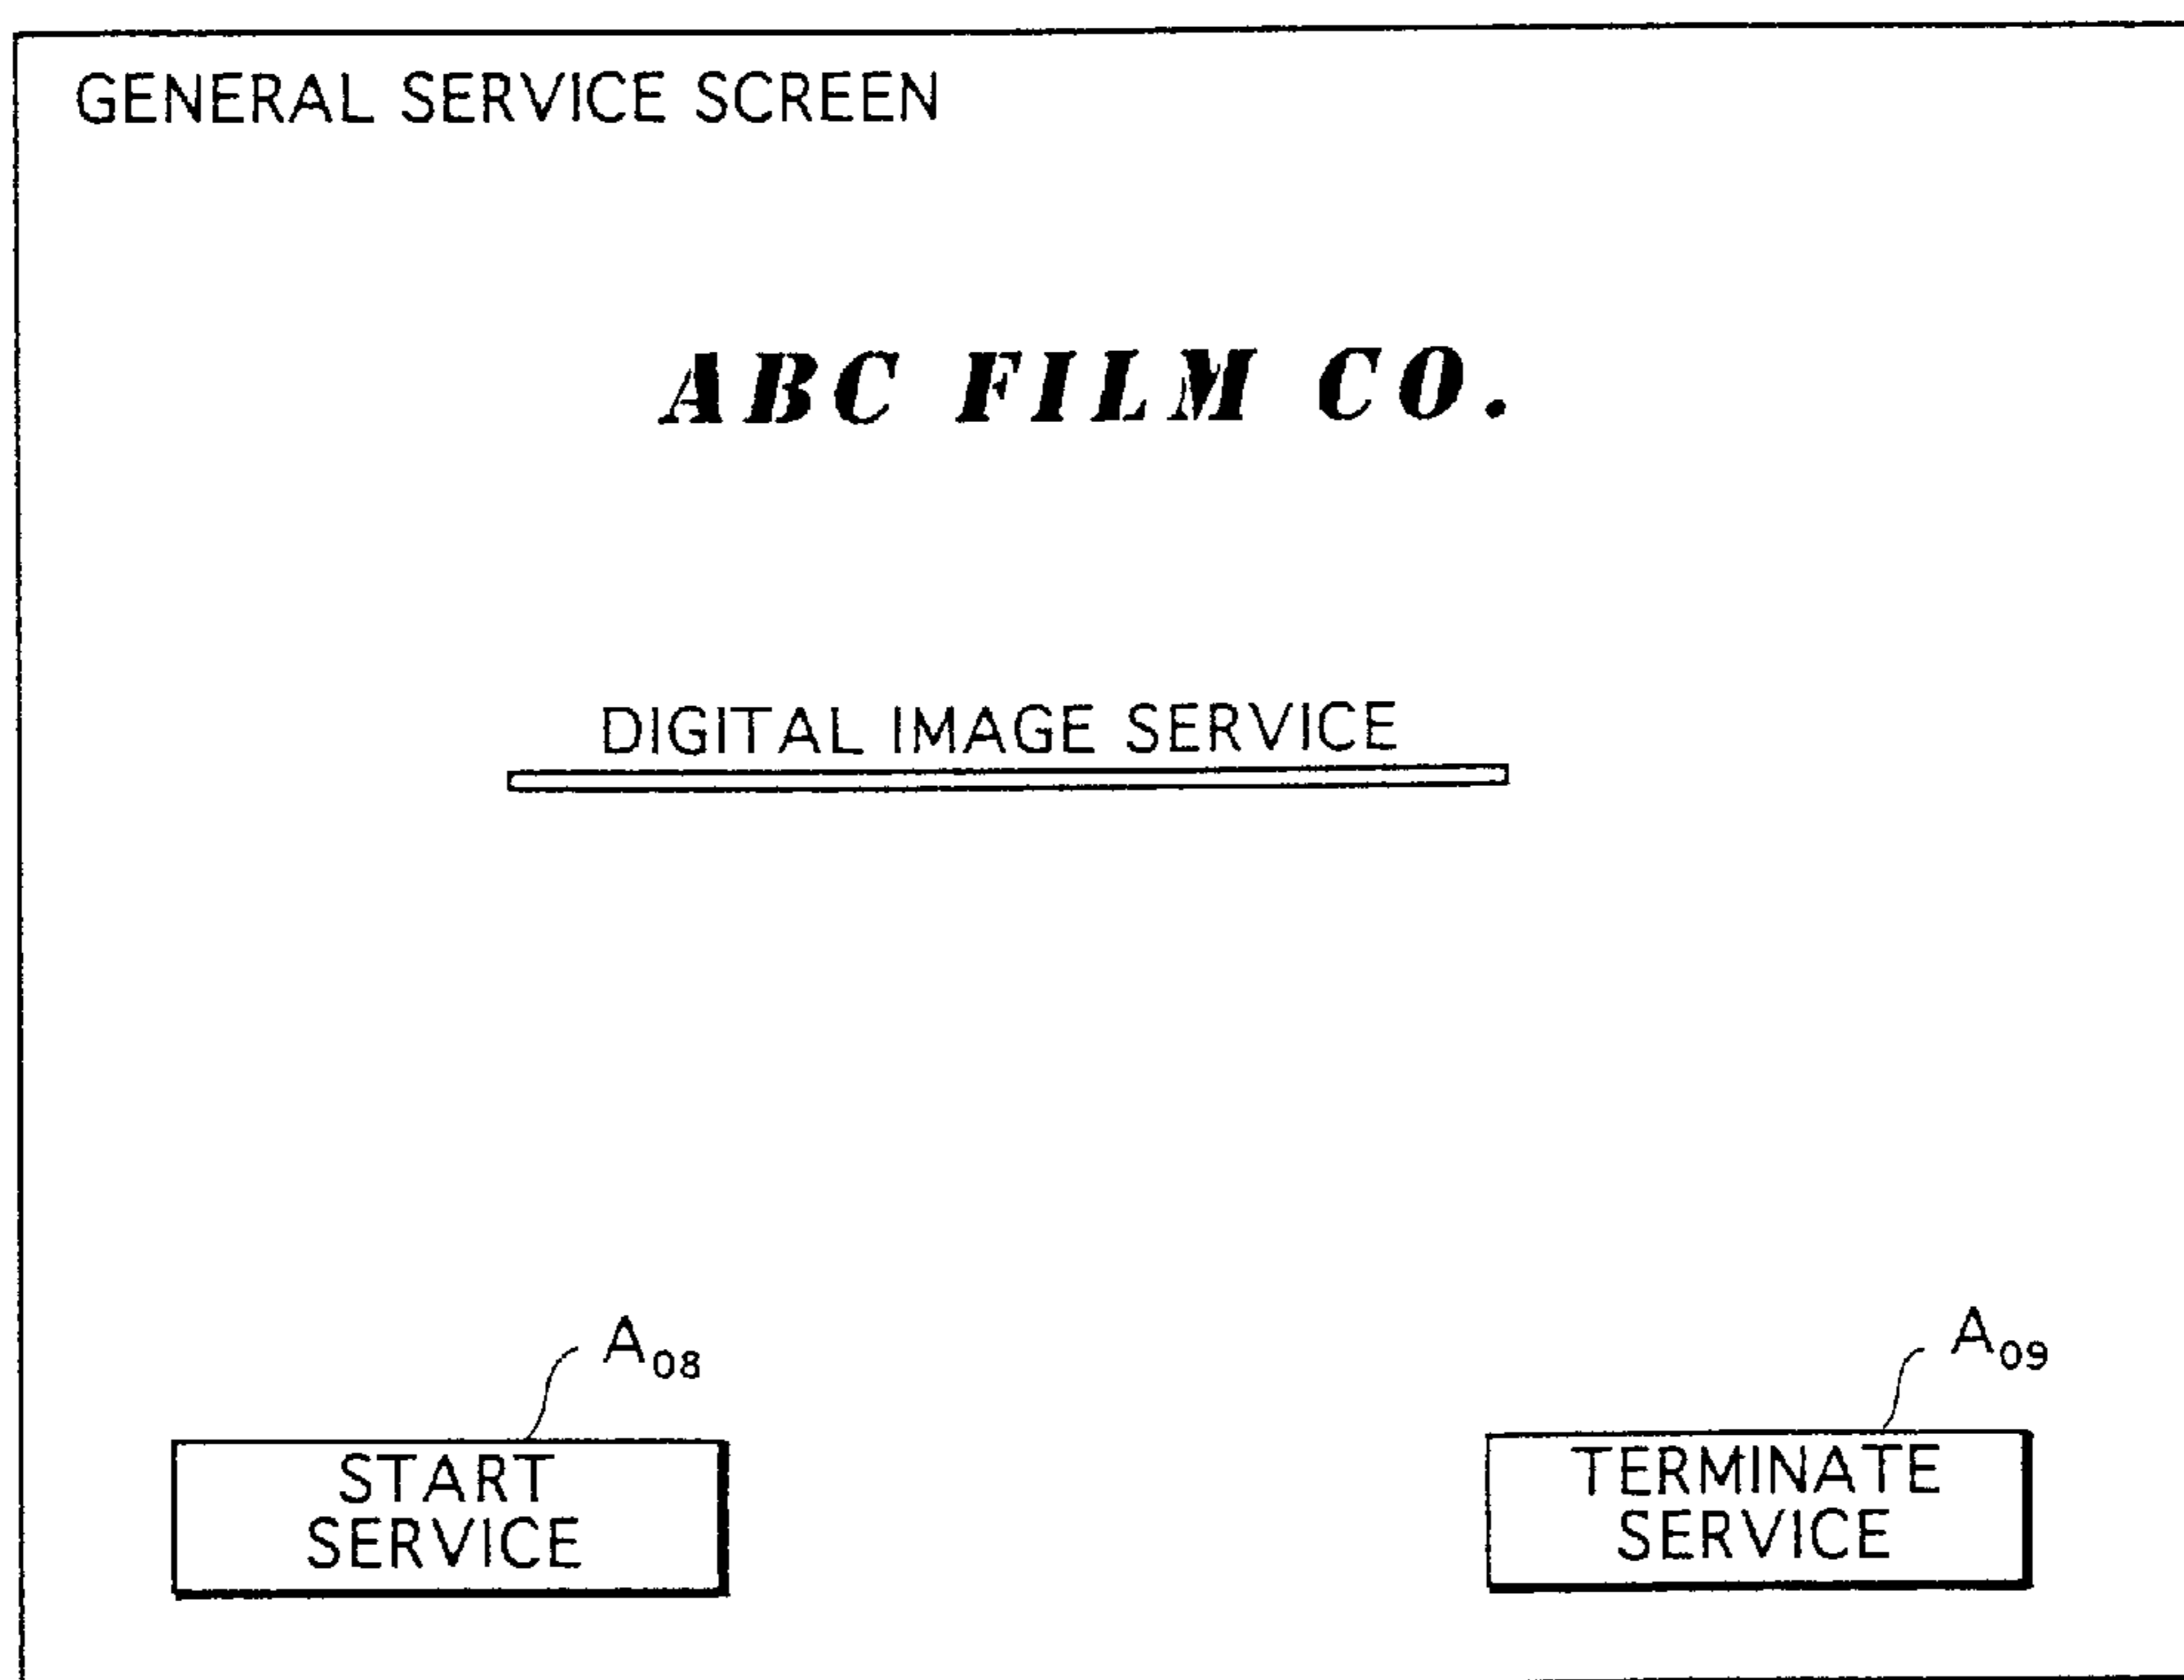 GENERAL SERVICE SCREEN
ABC FILM CO.
DIGITAL IMAGE SERVICE
A08
A09
START
SERVICE
TERMINATE
SERVICE